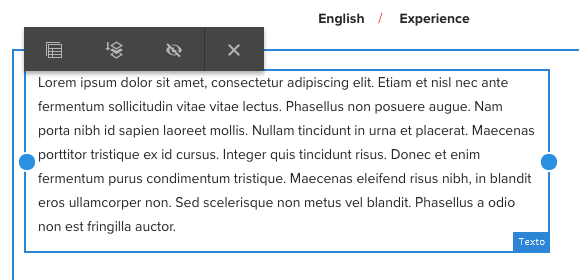 English / Experience
Lorem ipsum dolor sit amet, consectetur adipiscing elit. Etiam et nisl nec ante
fermentum sollicitudin vitae vitae lectus. Phasellus non posuere augue. Nam
porta nibh id sapien laoreet mollis. Nullam tincidunt in urna et placerat. Maecenas
porttitor tristique ex id cursus. Integer quis tincidunt risus. Donec et enim
fermentum purus condimentum tristique. Maecenas eleifend risus nibh, in blandit
eros ullamcorper non. Sed scelerisque non metus vel blandit. Phasellus a odio
non est fringilla auctor.
Texto